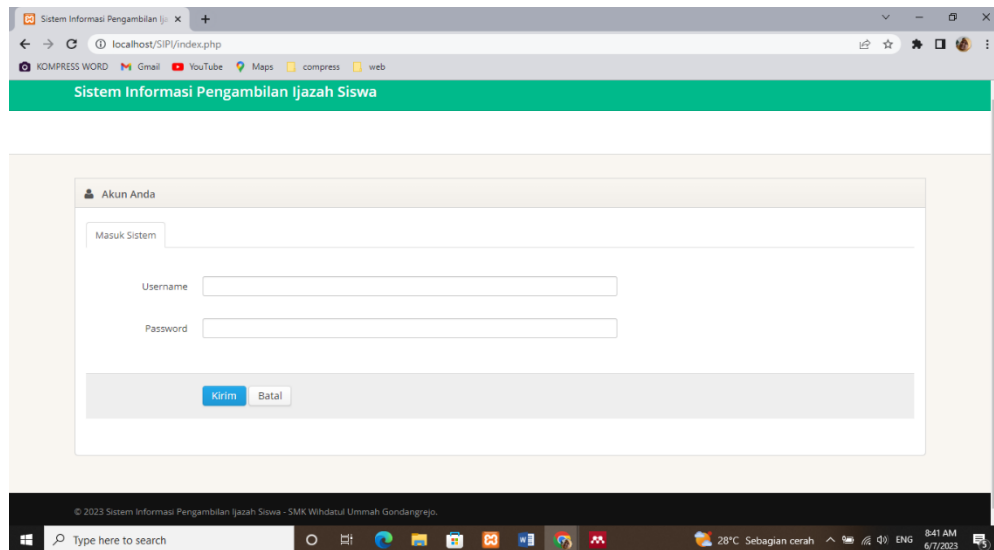 Sistem Informasi Pengambilan Ija
localhost/SIPI/index.php
KOMPRESS WORD Gmail YouTube Maps compress web
Sistem Informasi Pengambilan Ijazah Siswa
Akun Anda
Masuk Sistem
Username
Password
Kirim Batal
© 2023 Sistem Informasi Pengambilan Ijazah Siswa - SMK Wihdatul Ummah Gondangrejo.
Type here to search
28°C Sebagian cerah ENG
8:41 AM
6/7/2023
5